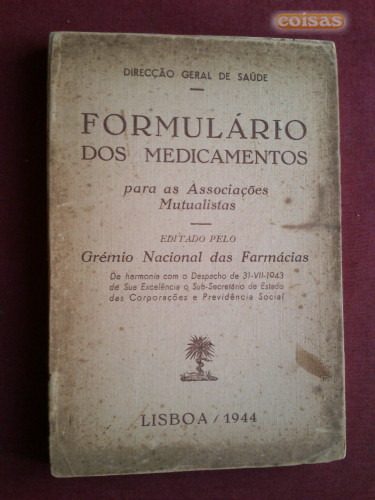 coisas
DIRECÇÃO GERAL DE SAÚDE
FORMULÁRIO
DOS MEDICAMENTOS
para as Associações
Mutualistas
EDITADO PELO
Grémio Nacional das Farmácias
De harmonia com o Despacho de 31-VII-1943
de Sua Excelência o Sub-Secretário de Estado
das Corporações e Previdência Social
LISBOA / 1944